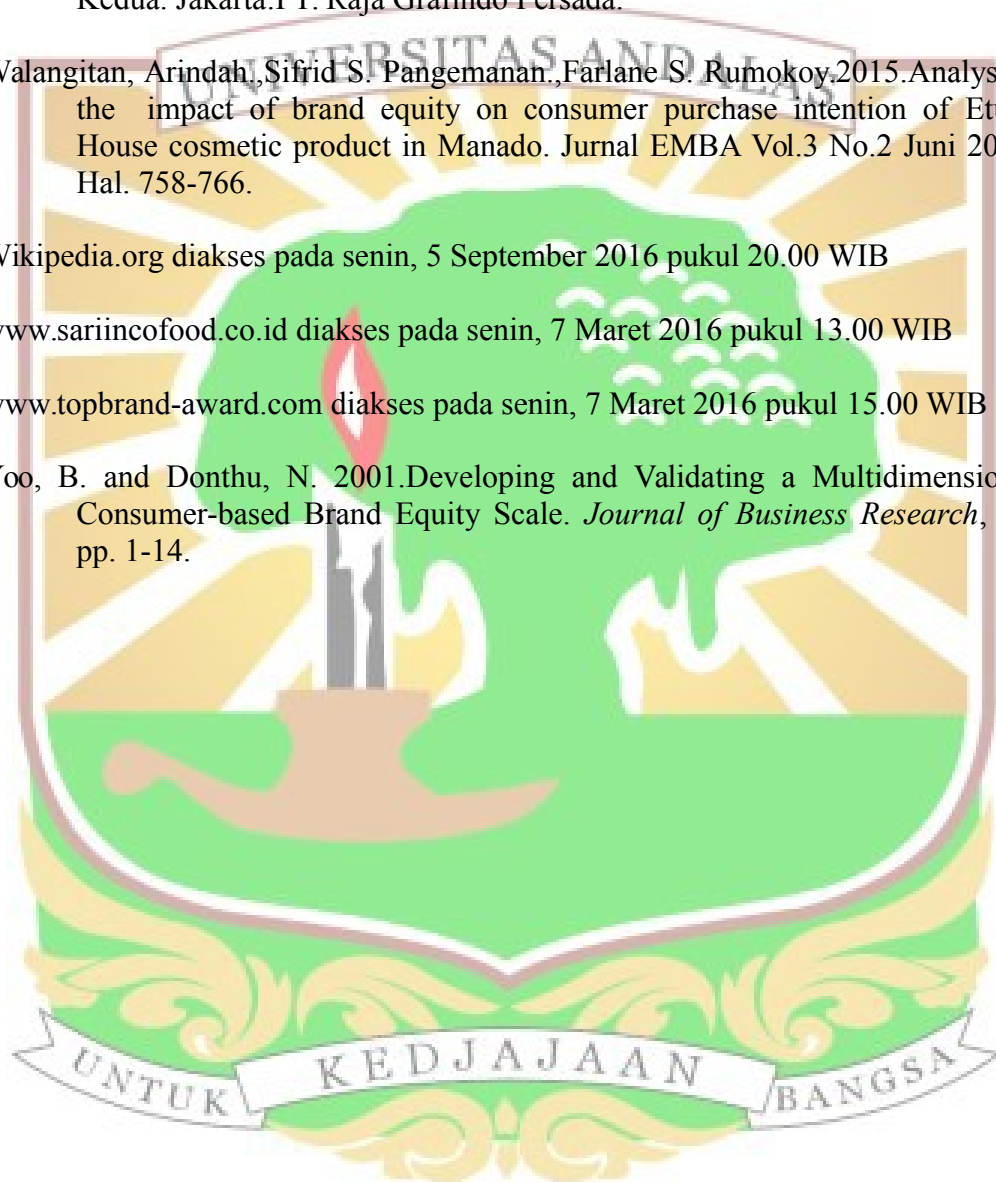 Kedua. Jakarta.PT. Raja Grafindo Persada.
UNIVERSITAS ANDALAS
Walangitan, Arindah.,Sifrid S. Pangemanan.,Farlane S. Rumokoy.2015.Analys
the impact of brand equity on consumer purchase intention of Et
House cosmetic product in Manado. Jurnal EMBA Vol.3 No.2 Juni 20
Hal. 758-766.
Wikipedia.org diakses pada senin, 5 September 2016 pukul 20.00 WIB
www.sariincofood.co.id diakses pada senin, 7 Maret 2016 pukul 13.00 WIB
www.topbrand-award.com diakses pada senin, 7 Maret 2016 pukul 15.00 WIB
Yoo, B. and Donthu, N. 2001.Developing and Validating a Multidimensio
Consumer-based Brand Equity Scale. Journal of Business Research,
pp. 1-14.
UNTUK KEDJAJAAN BANGSA